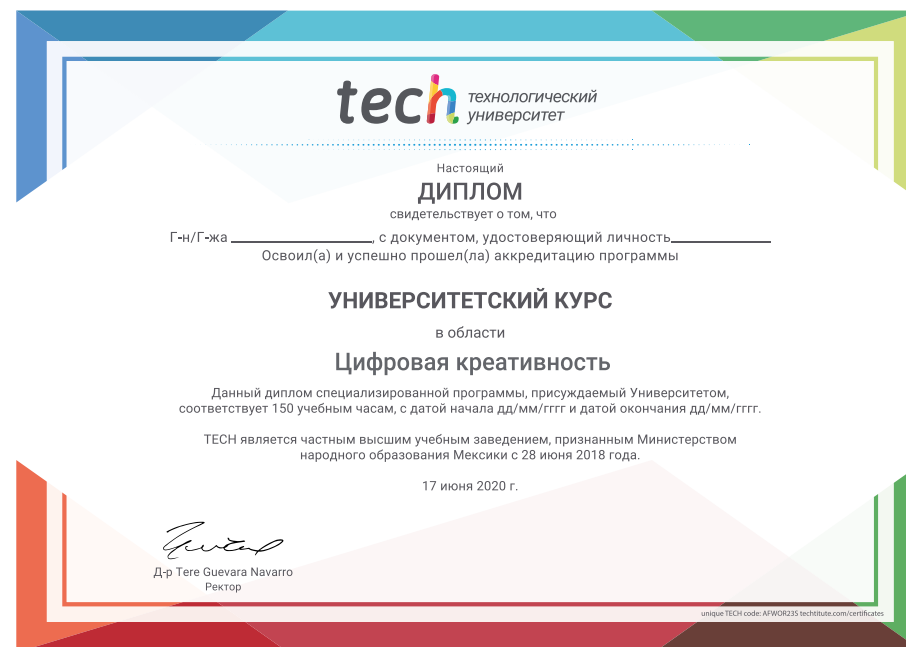 tech технологический
университет
Настоящий
ДИПЛОМ
свидетельствует о том, что
Г-н/Г-жа ____________________, с документом, удостоверяющий личность______________
Освоил(а) и успешно прошел(ла) аккредитацию программы
УНИВЕРСИТЕТСКИЙ КУРС
в области
Цифровая креативность
Данный диплом специализированной программы, присуждаемый Университетом,
соответствует 150 учебным часам, с датой начала дд/мм/гггг и датой окончания дд/мм/гггг.
TECH является частным высшим учебным заведением, признанным Министерством
народного образования Мексики с 28 июня 2018 года.
17 июня 2020 г.
Д-р Tere Guevara Navarro
Ректор
unique TECH code: AFWOR23S techtitute.com/certificates